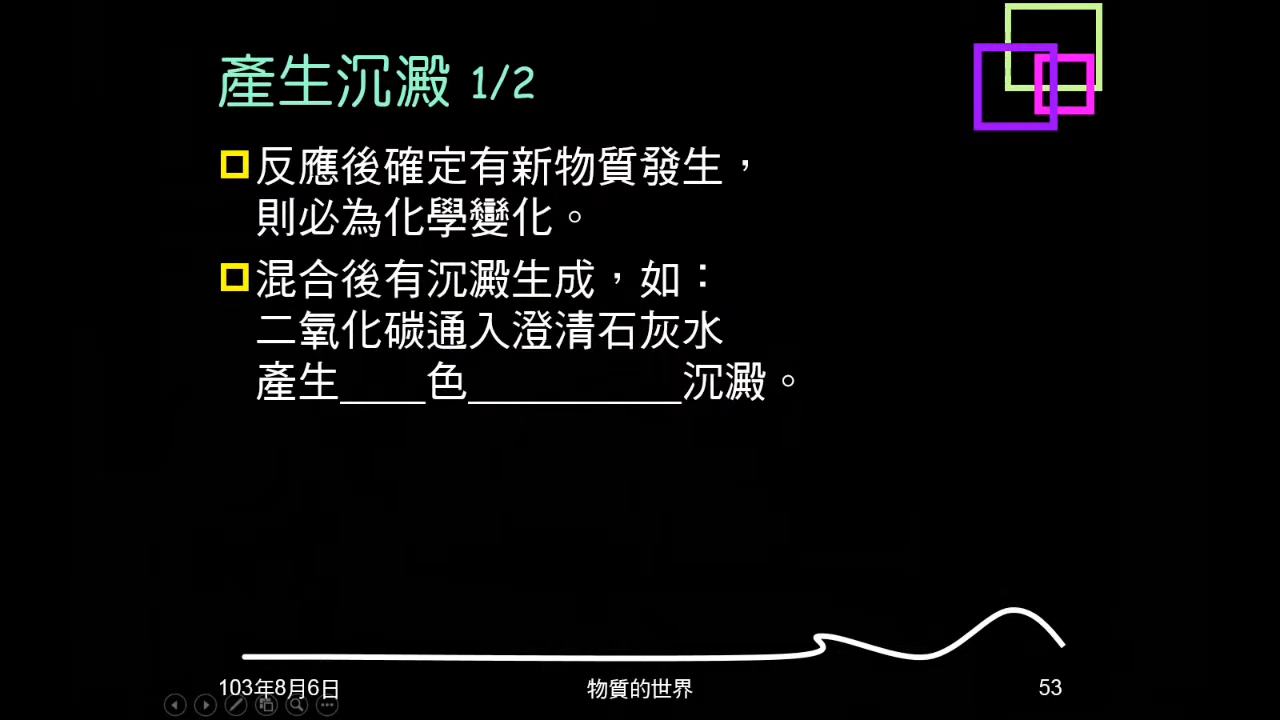 產生沉澱 1/2
反應後確定有新物質發生，
則必為化學變化。
混合後有沉澱生成，如：
二氧化碳通入澄清石灰水
產生____色__________沉澱。
103年8月6日
物質的世界
53